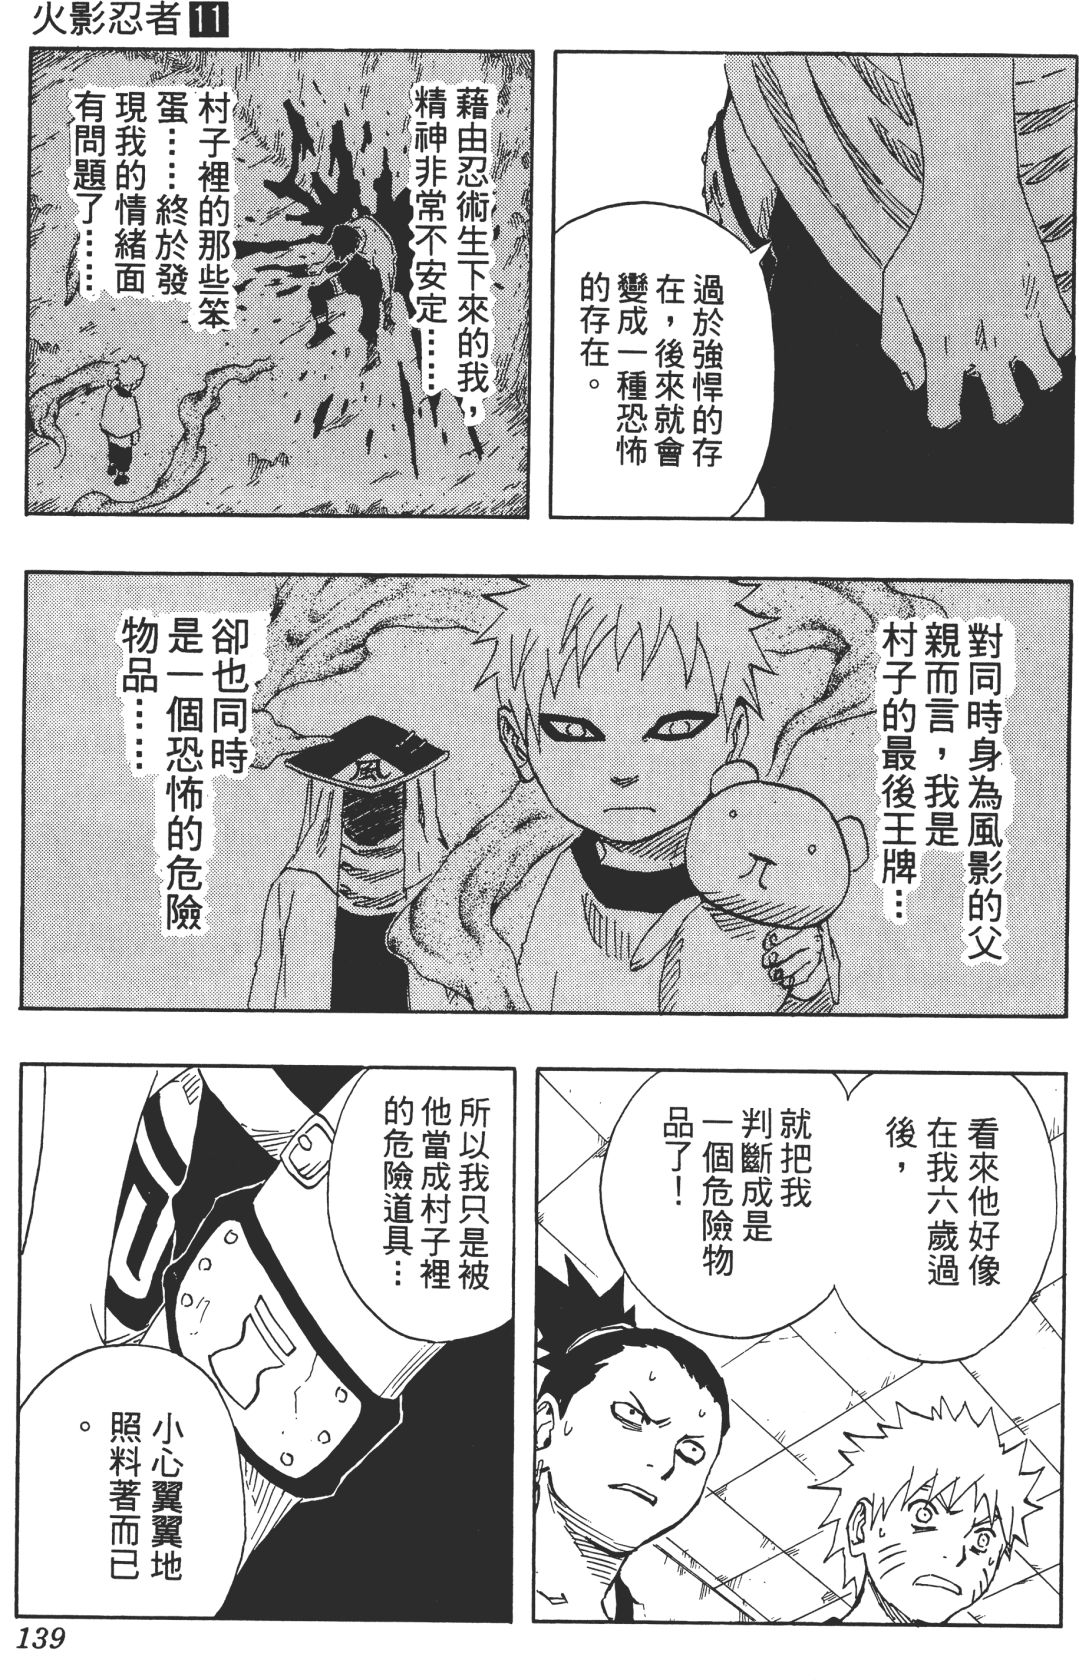 火影忍者11
過於強悍的存
在，後來就會
變成一種恐怖
的存在。
藉由忍術生下來的我，
精神非常不安定……
村子裡的那些笨
蛋……終於發
現我的情緒面
有問題了……
對同時身為風影的父
親而言，我是
村子的最後王牌…
卻也同時
是一個恐怖的危險
物品……
風
看來他好像
在我六歲過
後，
就把我
判斷成是
一個危險物
品了！
所以我只是被
他當成村子裡
的危險道具…
小心翼翼地
照料著而已
。
139